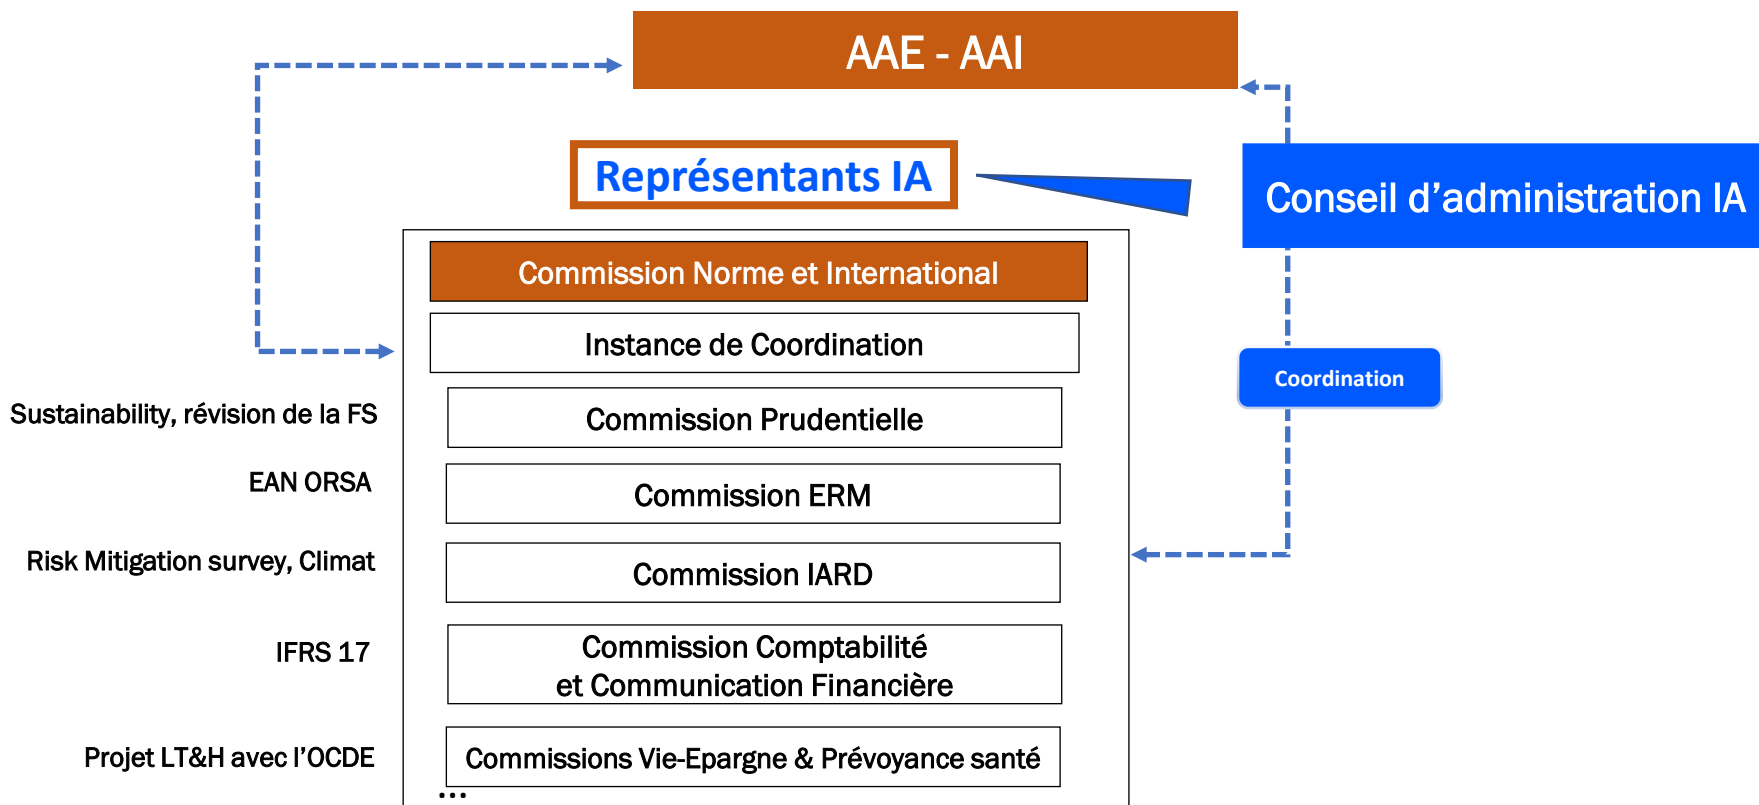 AAE - AAI
Représentants IA
Conseil d’administration IA
Commission Norme et International
Instance de Coordination
Coordination
Sustainability, révision de la FS
Commission Prudentielle
EAN ORSA
Commission ERM
Risk Mitigation survey, Climat
Commission IARD
IFRS 17
Commission Comptabilité
et Communication Financière
Projet LT&H avec l’OCDE
Commissions Vie-Epargne & Prévoyance santé
...